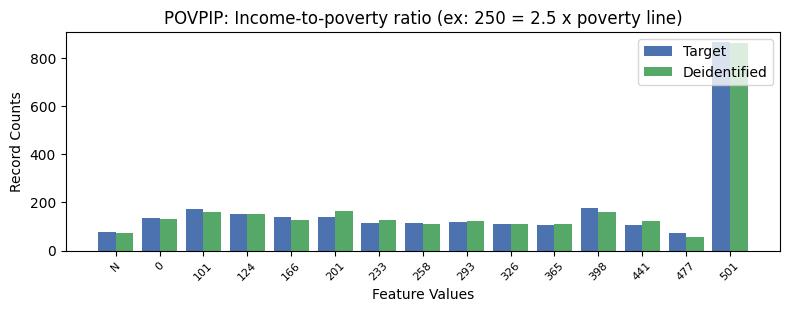 POVPIP: Income-to-poverty ratio (ex: 250 = 2.5 x poverty line)
Target
Deidentified
Record Counts
800
600
400
200
0
N 0 101 124 166 201 233 258 293 326 365 398 441 477 501
Feature Values